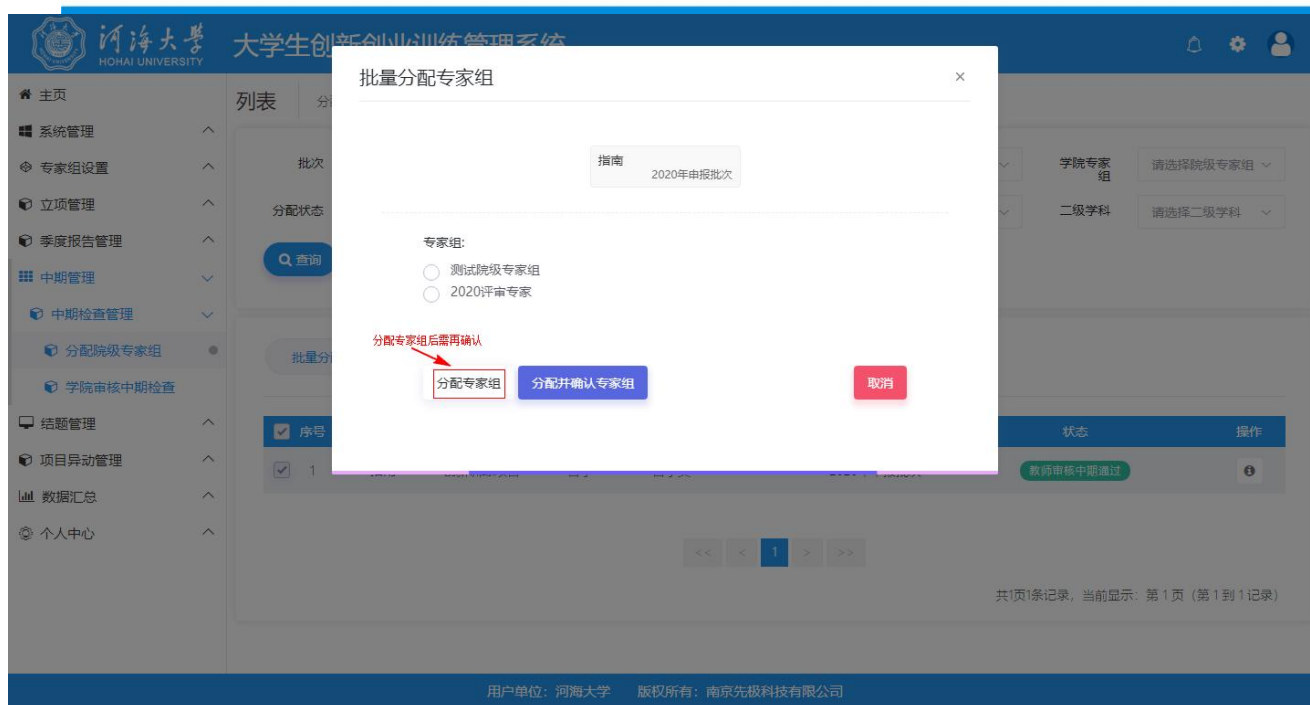 河海大学
HOHAI UNIVERSITY
大学生创新创业训练管理系统
主页
系统管理
专家组设置
立项管理
季度报告管理
中期管理
中期检查管理
分配院级专家组
学院审核中期检查
结题管理
项目异动管理
数据汇总
个人中心
列表
批次
学院专家组
请选择院级专家组
分配状态
二级学科
请选择二级学科
查询
批量分配专家组
×
指南
2020年申报批次
专家组:
测试院级专家组
2020评审专家
分配专家组后需再确认
分配专家组 分配并确认专家组 取消
批量分
序号 状态 操作
1 教师审核中期通过
<< < 1 > >>
共1页1条记录，当前显示：第 1 页（第 1 到 1 记录）
用户单位：河海大学 版权所有：南京先极科技有限公司